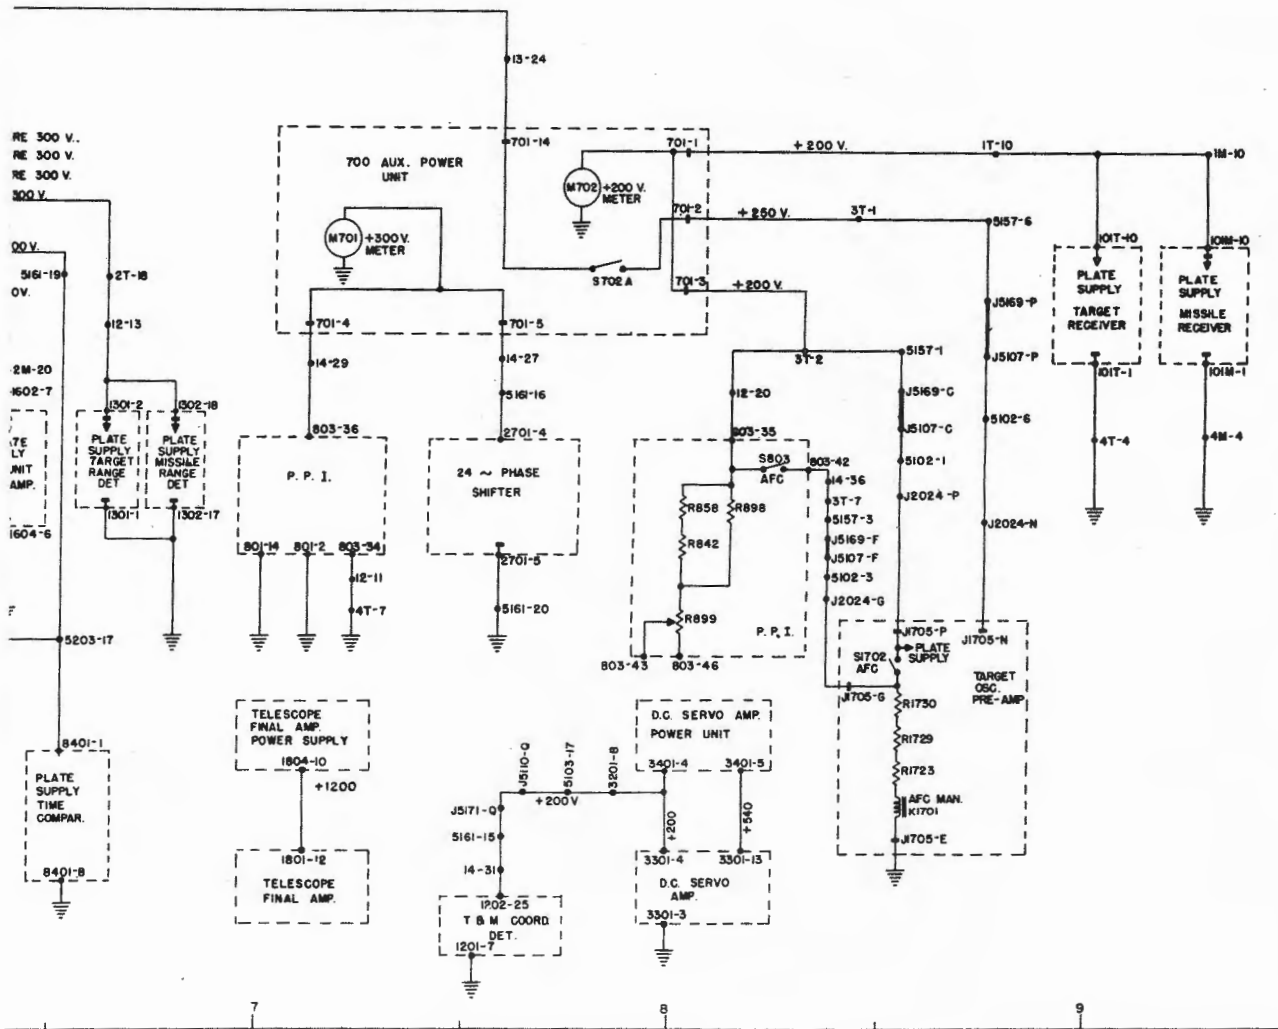 13-24
RE 300 V..
RE 300 V.
RE 300 V.
300 V.
00 V.
5161-19
OV.
2T-18
12-13
2M-20
1602-7
UNIT
AMP.
1604-6
1301-2
1302-18
PLATE
SUPPLY
TARGET
RANGE
DET
PLATE
SUPPLY
MISSILE
RANGE
DET
1301-1
1302-17
5203-17
8401-1
PLATE
SUPPLY
TIME
COMPAR.
8401-8
700 AUX. POWER
UNIT
701-14
M702
+200 V.
METER
M701
+300 V.
METER
S702A
701-1
701-2
701-3
701-4
701-5
+200 V.
1T-10
1M-10
+250 V.
3T-1
5157-6
+200 V.
3T-2
5157-1
101T-10
PLATE
SUPPLY
TARGET
RECEIVER
101T-1
4T-4
101M-10
PLATE
SUPPLY
MISSILE
RECEIVER
101M-1
4M-4
J5169-P
J5107-P
5102-6
J2024-N
J1705-N
14-29
803-36
P. P. I.
801-14
801-2
803-34
12-11
4T-7
14-27
5161-16
2701-4
24 ~ PHASE
SHIFTER
2701-5
5161-20
12-20
803-35
S803
AFC
803-42
R858
R898
R842
R899
P. P. I.
803-43
803-46
14-36
3T-7
5157-3
J5169-F
J5107-F
5102-3
J2024-G
J5169-C
J5107-C
5102-1
J2024-P
J1705-P
PLATE
SUPPLY
S1702
AFC
J1705-G
TARGET
OSC.
PRE-AMP.
R1730
R1729
R1723
AFC MAN.
K1701
J1705-E
TELESCOPE
FINAL AMP.
POWER SUPPLY
1804-10
+1200
1801-12
TELESCOPE
FINAL AMP.
D.C. SERVO AMP.
POWER UNIT
3401-4
3401-5
+200
+540
3301-4
3301-13
D.C. SERVO
AMP.
3301-3
J5110-Q
5103-17
3201-8
+200V
J5171-Q
5161-15
14-31
1202-25
T & M COORD.
DET.
1201-7
7
8
9